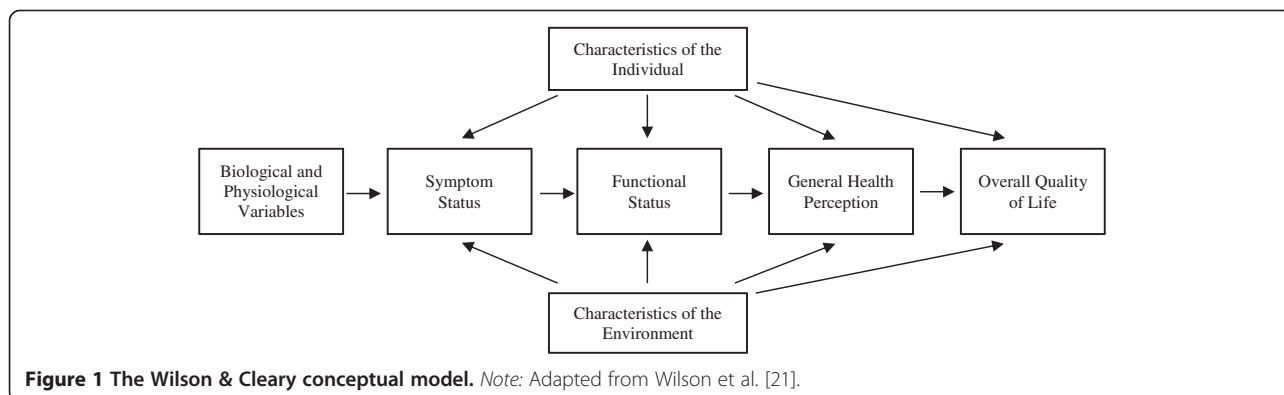 Characteristics of the
Individual
Biological and
Physiological
Variables
Symptom
Status
Functional
Status
General Health
Perception
Overall Quality
of Life
Characteristics of the
Environment
Figure 1 The Wilson & Cleary conceptual model. Note: Adapted from Wilson et al. [21].